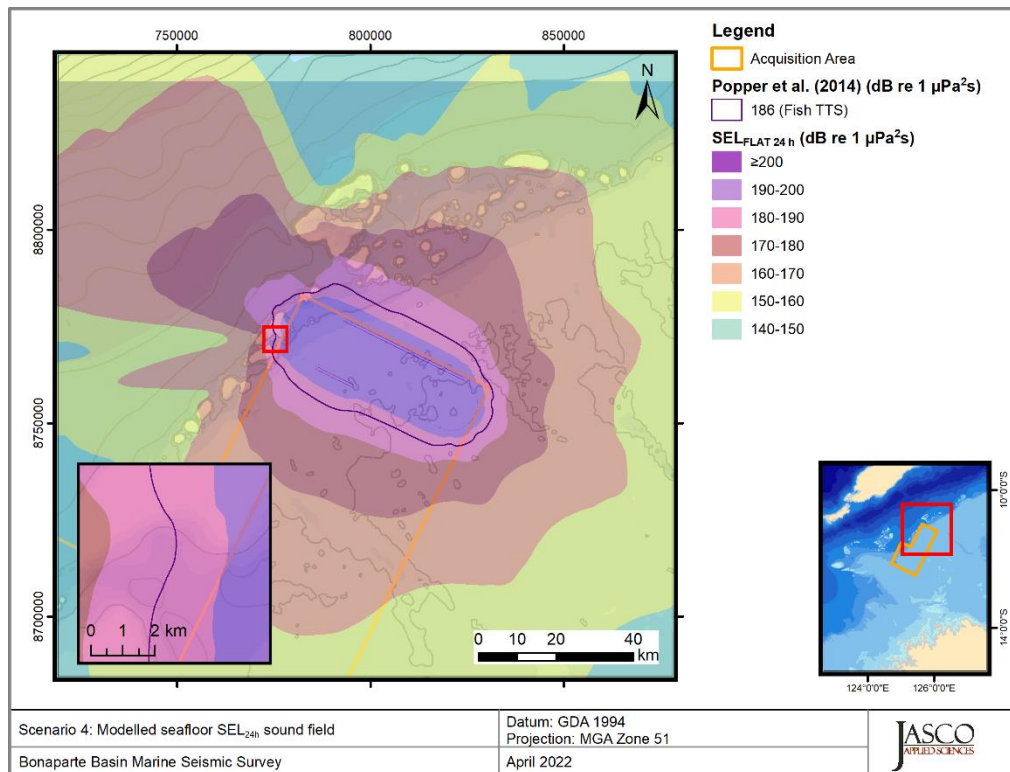 750000
800000
850000
8800000
8750000
8700000
N
0 1 2 km
0 10 20 40
km
Legend
Acquisition Area
Popper et al. (2014) (dB re 1 µPa²s)
186 (Fish TTS)
SEL_FLAT 24 h (dB re 1 µPa²s)
≥200
190-200
180-190
170-180
160-170
150-160
140-150
10°0'0"S
14°0'0"S
124°0'0"E 126°0'0"E
Scenario 4: Modelled seafloor SEL₂₄ₕ sound field
Bonaparte Basin Marine Seismic Survey
Datum: GDA 1994
Projection: MGA Zone 51
April 2022
JASCO
APPLIED SCIENCES